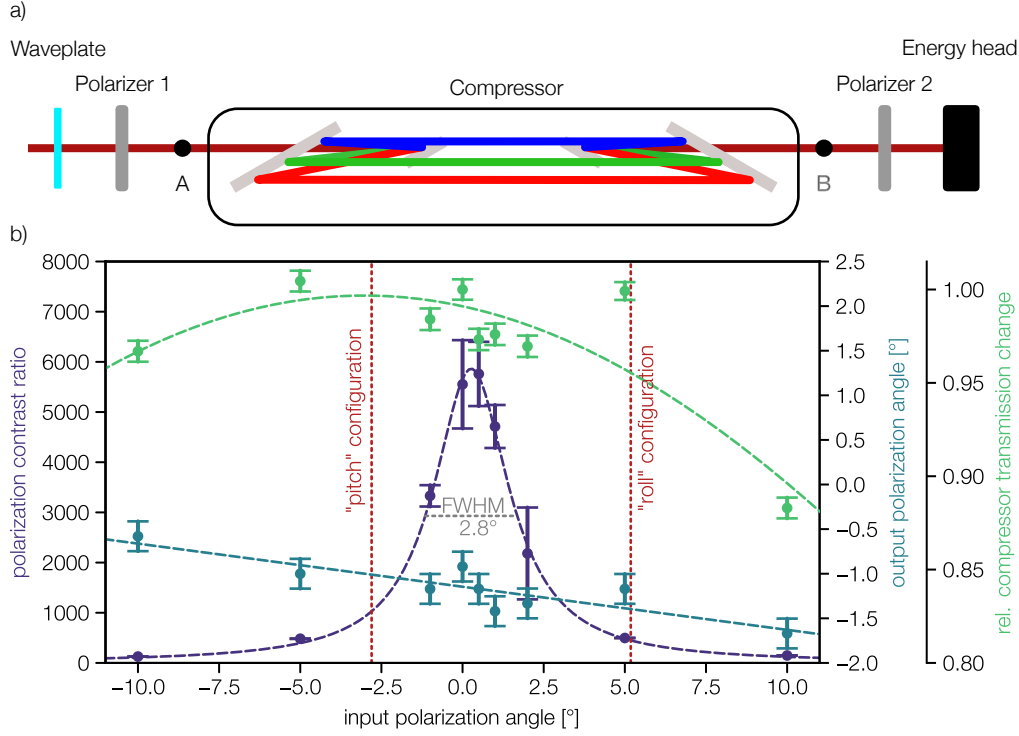 a)
Waveplate
Energy head
Polarizer 1
Compressor
Polarizer 2
A
B
b)
8000
7000
6000
5000
4000
3000
2000
1000
0
polarization contrast ratio
"pitch" configuration
FWHM
2.8°
"roll" configuration
2.5
2.0
1.5
1.0
0.5
0.0
−0.5
−1.0
−1.5
−2.0
output polarization angle [°]
1.00
0.95
0.90
0.85
0.80
rel. compressor transmission change
−10.0
−7.5
−5.0
−2.5
0.0
2.5
5.0
7.5
10.0
input polarization angle [°]